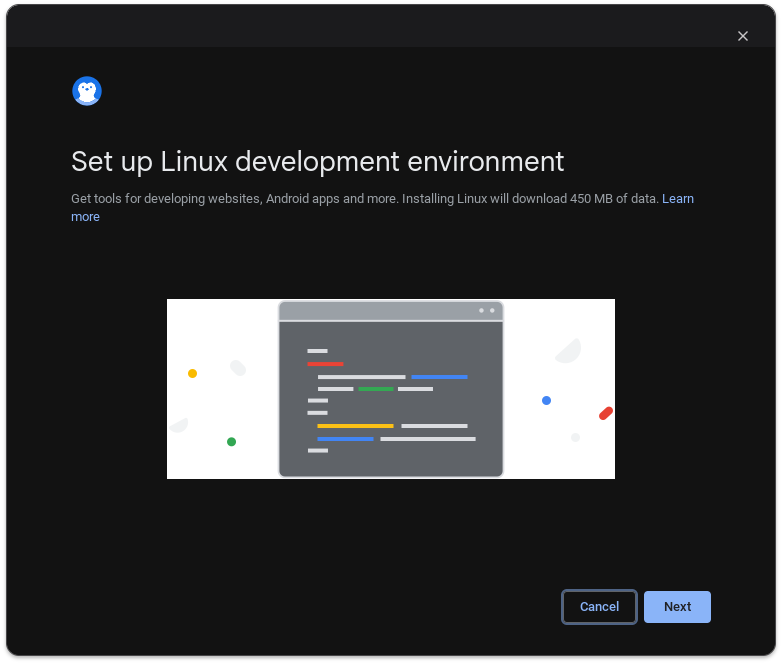 Set up Linux development environment
Get tools for developing websites, Android apps and more. Installing Linux will download 450 MB of data. Learn
more
Cancel
Next